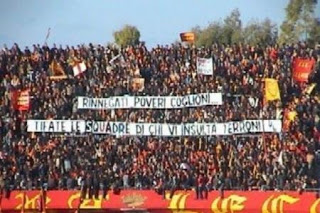 RINNEGATI POVERI COGLIONI
TIFATE LE SQUADRE DI CHI VI INSULTA TERRONI